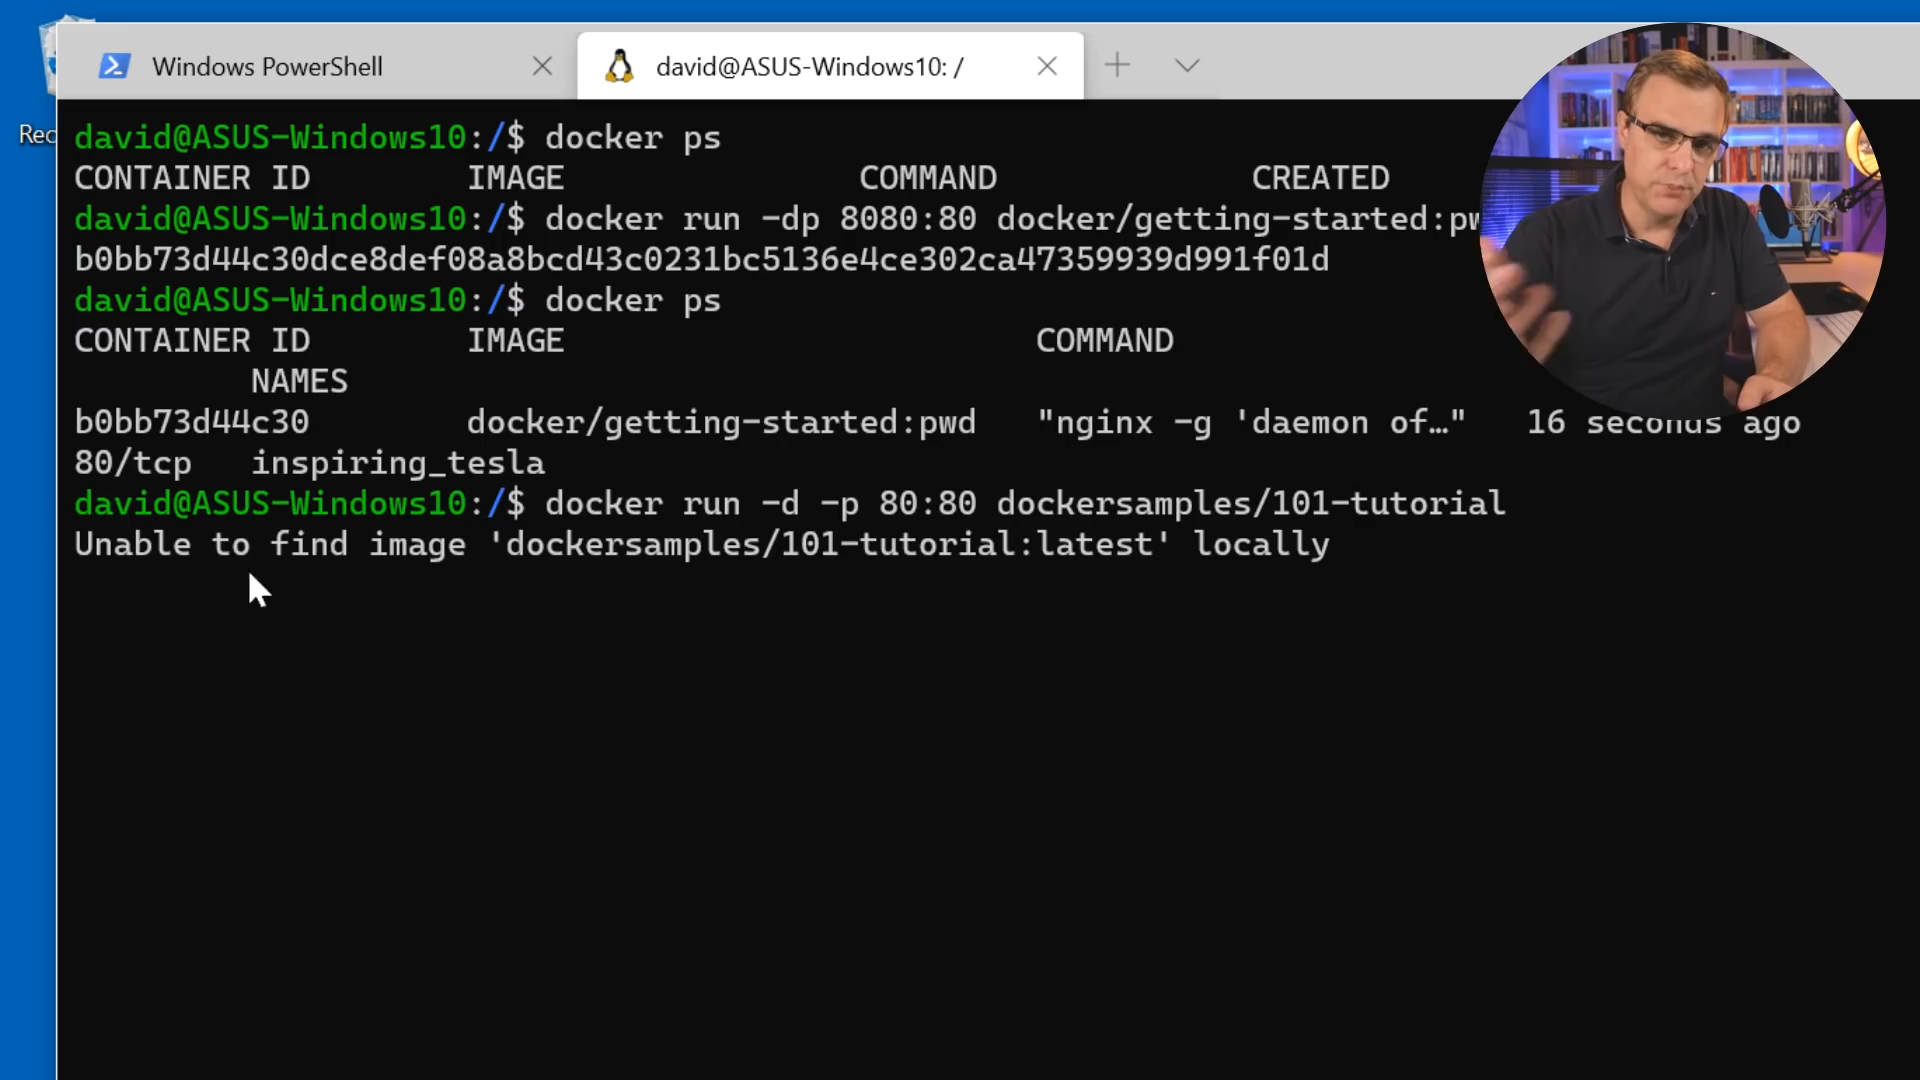 Windows PowerShell
david@ASUS-Windows10: /
david@ASUS-Windows10:/$ docker ps
CONTAINER ID IMAGE COMMAND CREATED
david@ASUS-Windows10:/$ docker run -dp 8080:80 docker/getting-started:pw
b0bb73d44c30dce8def08a8bcd43c0231bc5136e4ce302ca47359939d991f01d
david@ASUS-Windows10:/$ docker ps
CONTAINER ID IMAGE COMMAND
NAMES
b0bb73d44c30 docker/getting-started:pwd "nginx -g 'daemon of…" 16 seconds ago
80/tcp inspiring_tesla
david@ASUS-Windows10:/$ docker run -d -p 80:80 dockersamples/101-tutorial
Unable to find image 'dockersamples/101-tutorial:latest' locally